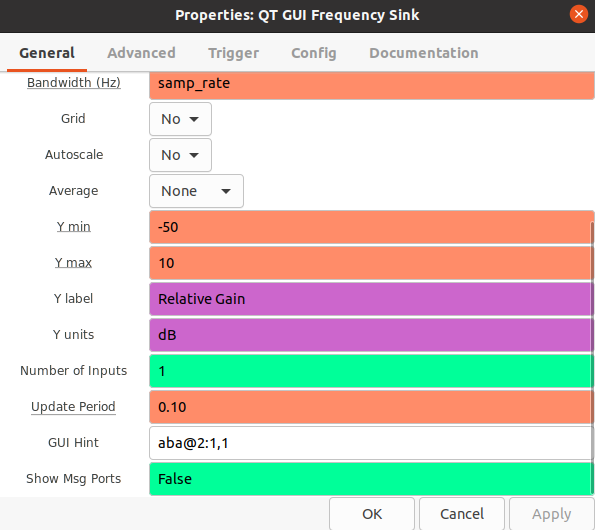 Properties: QT GUI Frequency Sink
General Advanced Trigger Config Documentation
Bandwidth (Hz) samp_rate
Grid No
Autoscale No
Average None
Y min -50
Y max 10
Y label Relative Gain
Y units dB
Number of Inputs 1
Update Period 0.10
GUI Hint aba@2:1,1
Show Msg Ports False
OK Cancel Apply